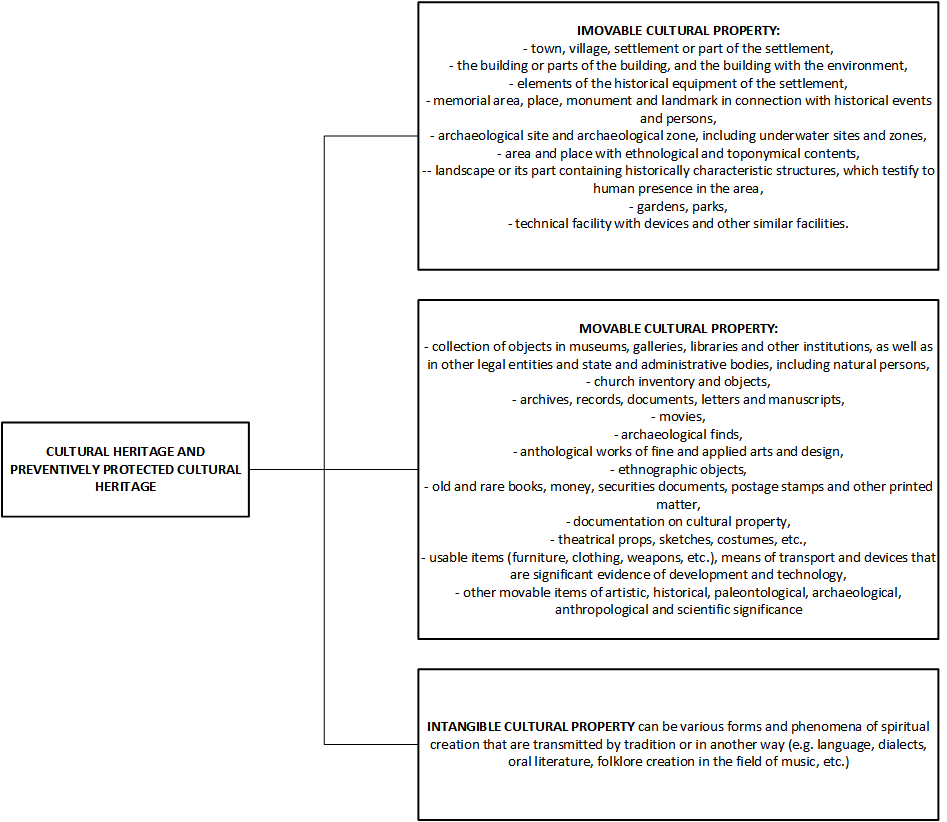 IMOVABLE CULTURAL PROPERTY:
- town, village, settlement or part of the settlement,
- the building or parts of the building, and the building with the environment,
- elements of the historical equipment of the settlement,
- memorial area, place, monument and landmark in connection with historical events
and persons,
- archaeological site and archaeological zone, including underwater sites and zones,
- area and place with ethnological and toponymical contents,
-- landscape or its part containing historically characteristic structures, which testify to
human presence in the area,
- gardens, parks,
- technical facility with devices and other similar facilities.
MOVABLE CULTURAL PROPERTY:
- collection of objects in museums, galleries, libraries and other institutions, as well as
in other legal entities and state and administrative bodies, including natural persons,
- church inventory and objects,
- archives, records, documents, letters and manuscripts,
- movies,
- archaeological finds,
- anthological works of fine and applied arts and design,
- ethnographic objects,
- old and rare books, money, securities documents, postage stamps and other printed
matter,
- documentation on cultural property,
- theatrical props, sketches, costumes, etc.,
- usable items (furniture, clothing, weapons, etc.), means of transport and devices that
are significant evidence of development and technology,
- other movable items of artistic, historical, paleontological, archaeological,
anthropological and scientific significance
CULTURAL HERITAGE AND
PREVENTIVELY PROTECTED CULTURAL
HERITAGE
INTANGIBLE CULTURAL PROPERTY can be various forms and phenomena of spiritual
creation that are transmitted by tradition or in another way (e.g. language, dialects,
oral literature, folklore creation in the field of music, etc.)